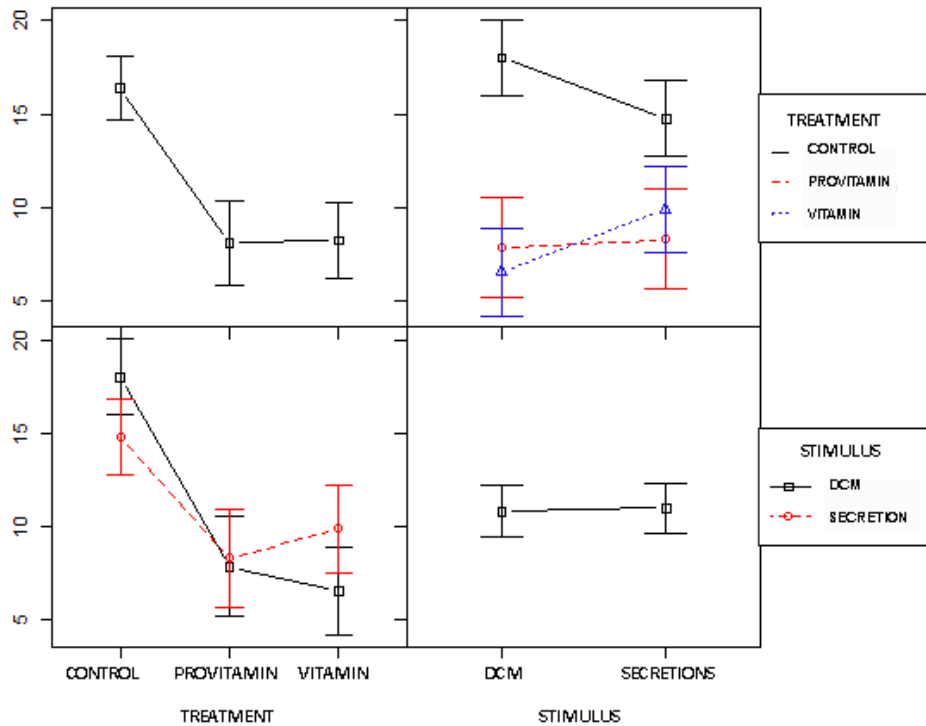 20
15
10
5
20
15
10
5
CONTROL PROVITAMIN VITAMIN
TREATMENT
DCM SECRETIONS
STIMULUS
TREATMENT
CONTROL
PROVITAMIN
VITAMIN
STIMULUS
DCM
SECRETION